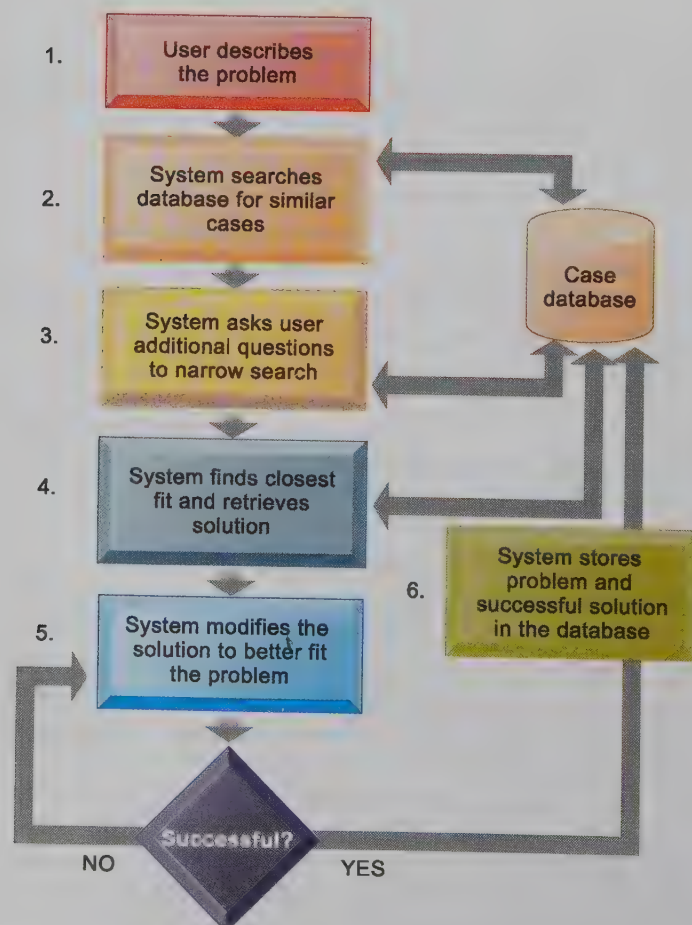 1.
User describes
the problem
2.
System searches
database for similar
cases
Case
database
3.
System asks user
additional questions
to narrow search
4.
System finds closest
fit and retrieves
solution
5.
System modifies the
solution to better fit
the problem
6.
System stores
problem and
successful solution
in the database
Successful?
NO
YES